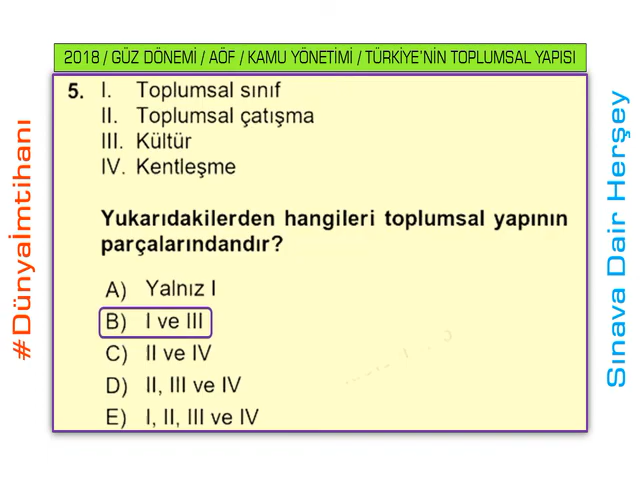 2018 / GÜZ DÖNEMİ / AÖF / KAMU YÖNETİMİ / TÜRKİYE'NİN TOPLUMSAL YAPISI
#Dünyaİmtihanı
5. I. Toplumsal sınıf
II. Toplumsal çatışma
III. Kültür
IV. Kentleşme
Yukarıdakilerden hangileri toplumsal yapının
parçalarındandır?
A) Yalnız I
B) I ve III
C) II ve IV
D) II, III ve IV
E) I, II, III ve IV
Sınava Dair Herşey